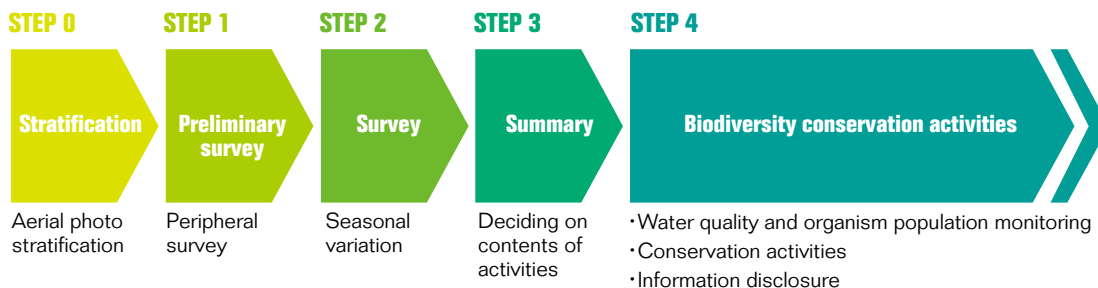 STEP 0
STEP 1
STEP 2
STEP 3
STEP 4
Stratification
Preliminary
survey
Survey
Summary
Biodiversity conservation activities
Aerial photo
stratification
Peripheral
survey
Seasonal
variation
Deciding on
contents of
activities
・Water quality and organism population monitoring
・Conservation activities
・Information disclosure